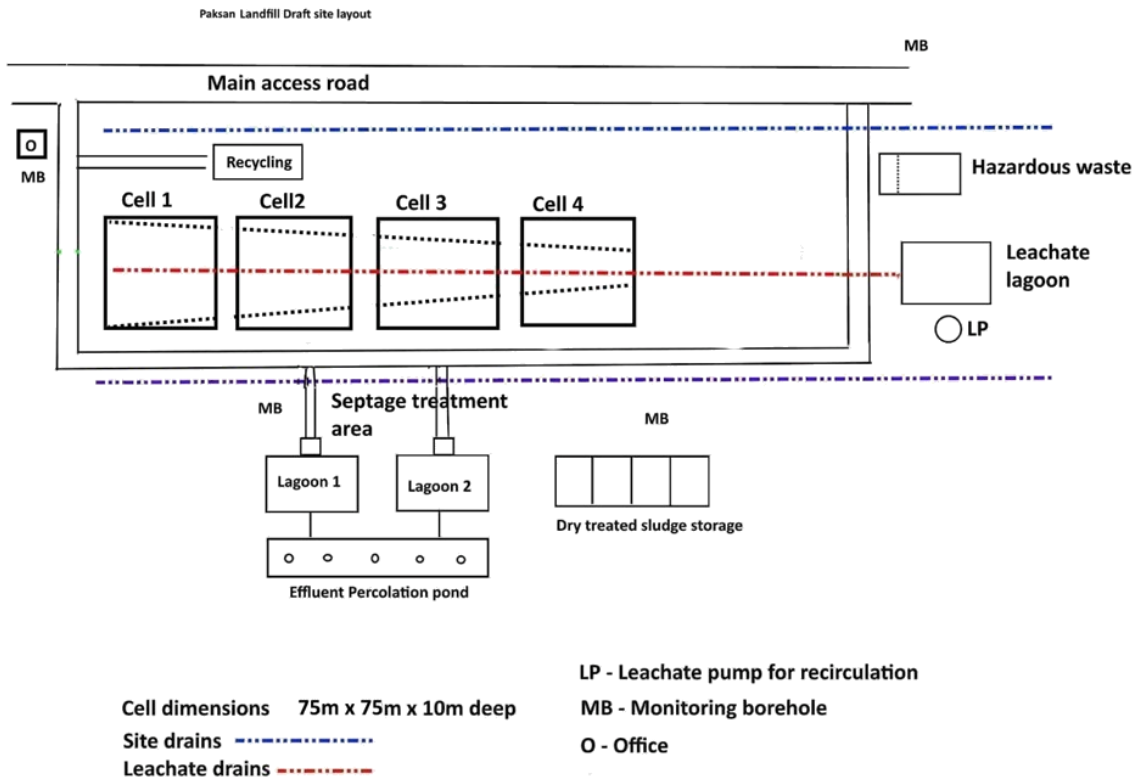 Paksan Landfill Draft site layout
MB
Main access road
O
MB
Recycling
Hazardous waste
Cell 1
Cell2
Cell 3
Cell 4
Leachate
lagoon
LP
MB
Septage treatment
area
MB
Lagoon 1
Lagoon 2
Dry treated sludge storage
Effluent Percolation pond
LP - Leachate pump for recirculation
Cell dimensions 75m x 75m x 10m deep
MB - Monitoring borehole
Site drains
O - Office
Leachate drains